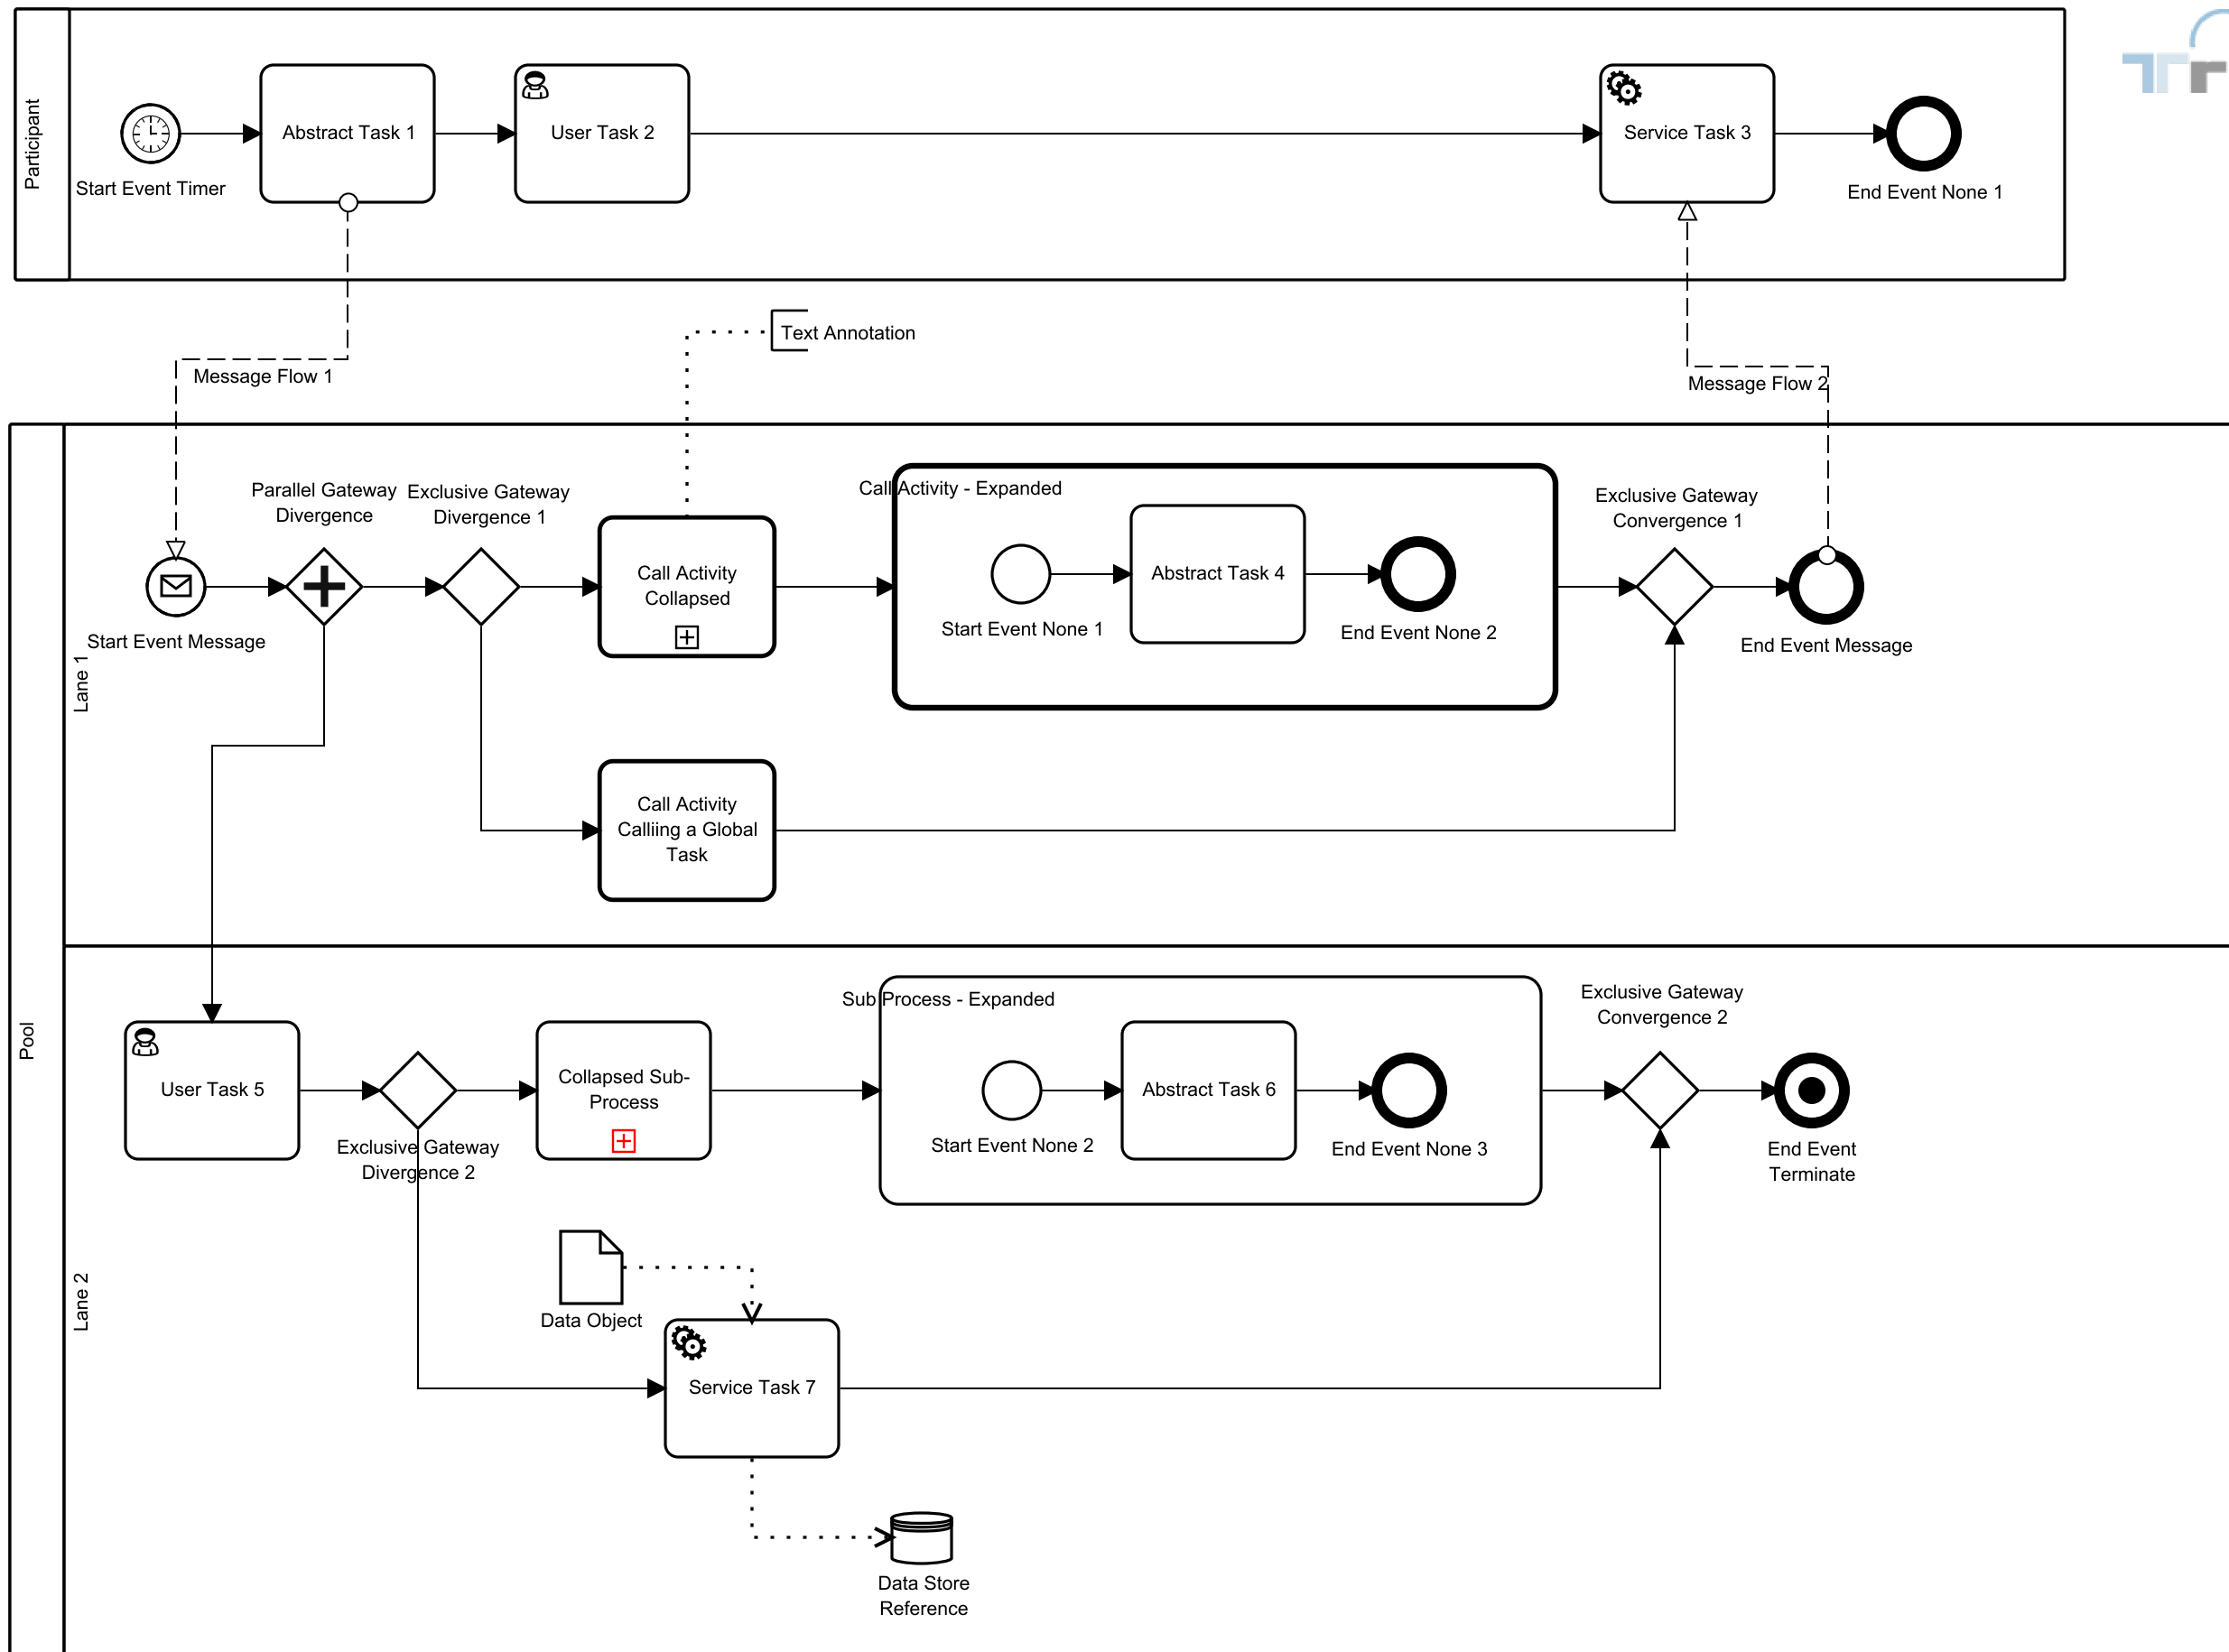 Participant
Start Event Timer
Abstract Task 1
User Task 2
Service Task 3
End Event None 1
Text Annotation
Message Flow 1
Message Flow 2
Pool
Lane 1
Start Event Message
Parallel Gateway
Divergence
Exclusive Gateway
Divergence 1
Call Activity
Collapsed
Call Activity - Expanded
Start Event None 1
Abstract Task 4
End Event None 2
Exclusive Gateway
Convergence 1
End Event Message
Call Activity
Calliing a Global
Task
Lane 2
User Task 5
Exclusive Gateway
Divergence 2
Collapsed Sub-
Process
Sub Process - Expanded
Start Event None 2
Abstract Task 6
End Event None 3
Exclusive Gateway
Convergence 2
End Event
Terminate
Data Object
Service Task 7
Data Store
Reference